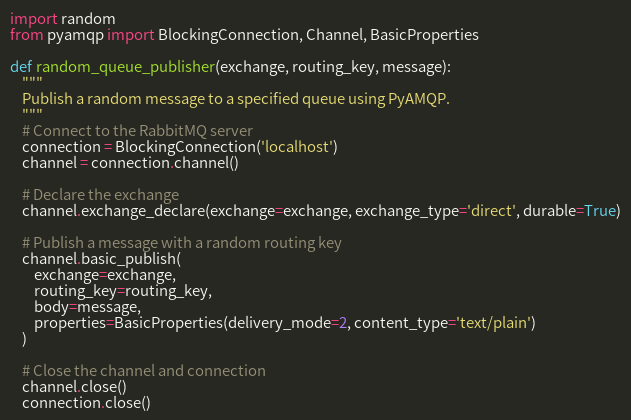 import random
from pyamqp import BlockingConnection, Channel, BasicProperties

def random_queue_publisher(exchange, routing_key, message):
    """
    Publish a random message to a specified queue using PyAMQP.
    """
    # Connect to the RabbitMQ server
    connection = BlockingConnection('localhost')
    channel = connection.channel()

    # Declare the exchange
    channel.exchange_declare(exchange=exchange, exchange_type='direct', durable=True)

    # Publish a message with a random routing key
    channel.basic_publish(
        exchange=exchange,
        routing_key=routing_key,
        body=message,
        properties=BasicProperties(delivery_mode=2, content_type='text/plain')
    )

    # Close the channel and connection
    channel.close()
    connection.close()